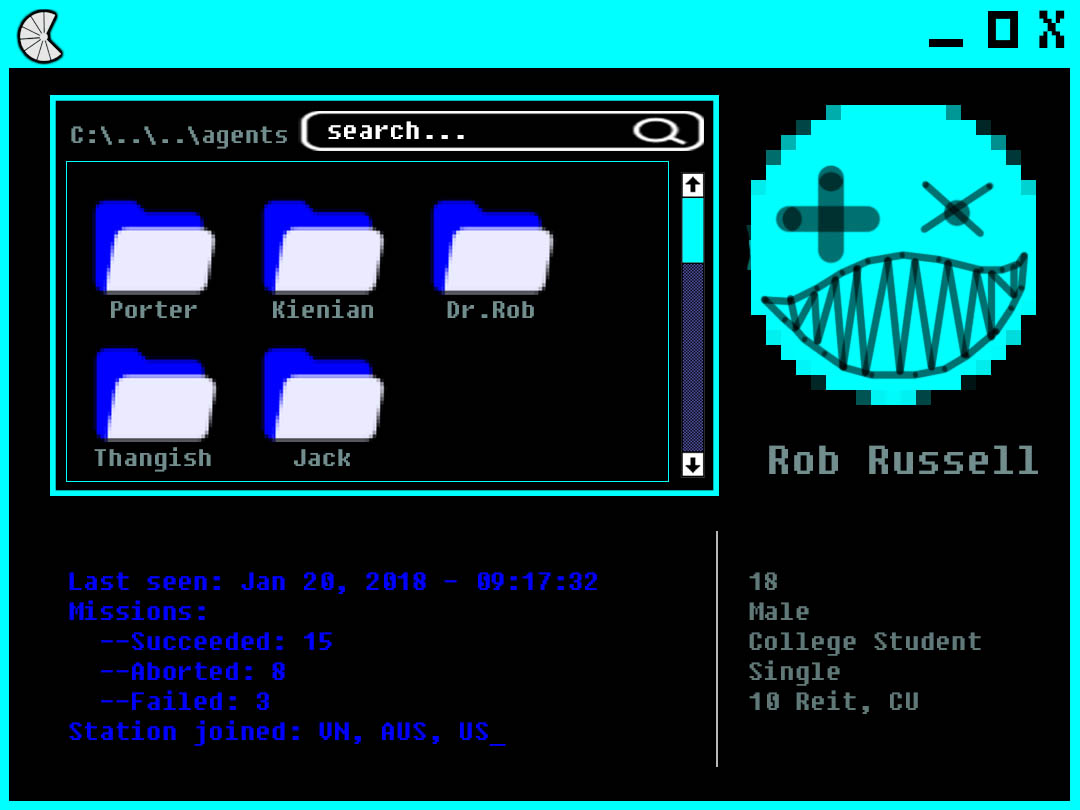 X
C:\..\..\agents
search...
Porter
Kienian
Dr.Rob
Thangish
Jack
Rob Russell
Last seen: Jan 20, 2018 - 09:17:32
Missions:
--Succeeded: 15
--Aborted: 8
--Failed: 3
Station joined: VN, AUS, US_
18
Male
College Student
Single
10 Reit, CU